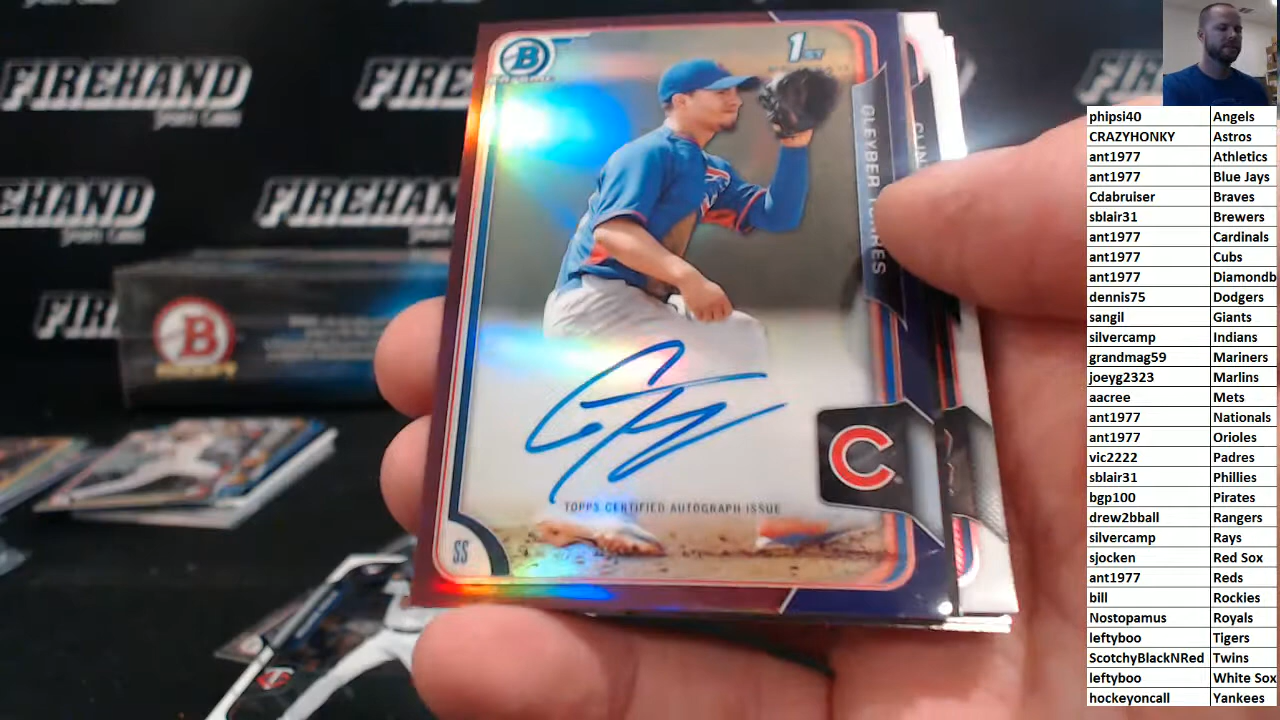 FIREHAND
FIREHAND
SPORTS CARDS
FIREHAND
SPORTS CARDS
FIREHAND
FIREHAND
FIREHAND
B
B
1ST
GLEYBER TORRES
C
TOPPS CERTIFIED AUTOGRAPH ISSUE
SS
phipsi40 Angels
CRAZYHONKY Astros
ant1977 Athletics
ant1977 Blue Jays
Cdabruiser Braves
sblair31 Brewers
ant1977 Cardinals
ant1977 Cubs
ant1977 Diamondb
dennis75 Dodgers
sangil Giants
silvercamp Indians
grandmag59 Mariners
joeyg2323 Marlins
aacree Mets
ant1977 Nationals
ant1977 Orioles
vic2222 Padres
sblair31 Phillies
bgp100 Pirates
drew2bball Rangers
silvercamp Rays
sjocken Red Sox
ant1977 Reds
bill Rockies
Nostopamus Royals
leftyboo Tigers
ScotchyBlackNRed Twins
leftyboo White Sox
hockeyoncall Yankees